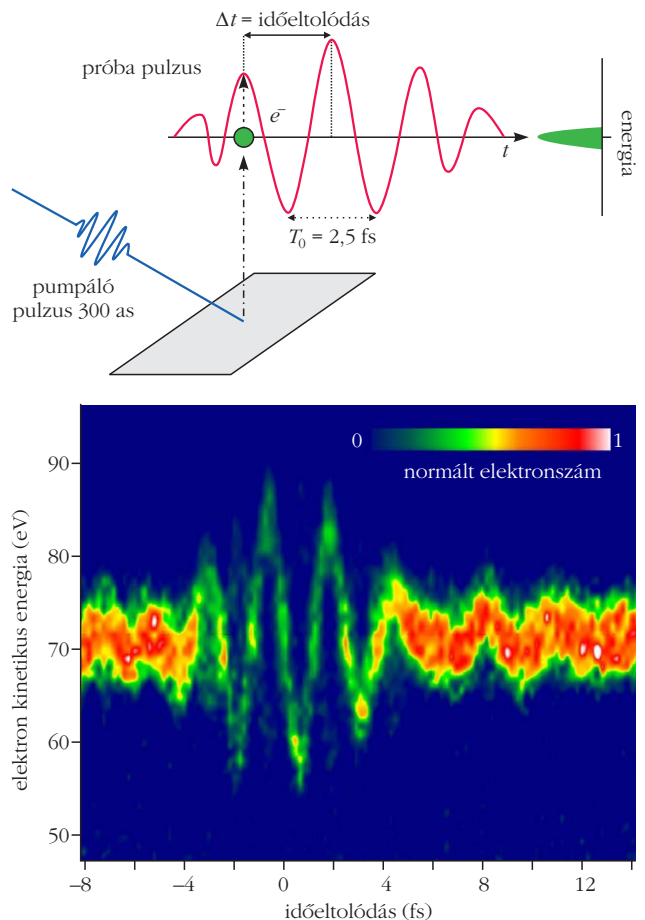 Δt = időeltolódás
próba pulzus
e⁻
t
energia
T₀ = 2,5 fs
pumpáló
pulzus 300 as
0
1
normált elektronszám
90
80
70
60
50
elektron kinetikus energia (eV)
–8
–4
0
4
8
12
időeltolódás (fs)